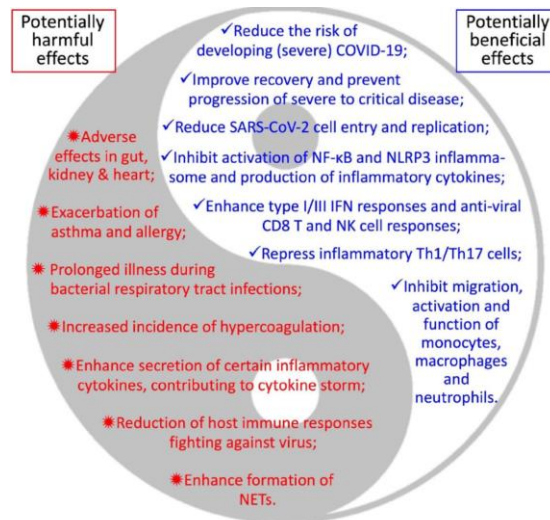 Potentially
harmful
effects
Potentially
beneficial
effects
✓Reduce the risk of
developing (severe) COVID-19;
✓Improve recovery and prevent
progression of severe to critical disease;
✓Reduce SARS-CoV-2 cell entry and replication;
✓Inhibit activation of NF-κB and NLRP3 inflamma-
some and production of inflammatory cytokines;
✓Enhance type I/III IFN responses and anti-viral
CD8 T and NK cell responses;
✓Repress inflammatory Th1/Th17 cells;
✓Inhibit migration,
activation and
function of
monocytes,
macrophages
and
neutrophils.
✹Adverse
effects in gut,
kidney & heart;
✹Exacerbation of
asthma and allergy;
✹Prolonged illness during
bacterial respiratory tract infections;
✹Increased incidence of hypercoagulation;
✹Enhance secretion of certain inflammatory
cytokines, contributing to cytokine storm;
✹Reduction of host immune responses
fighting against virus;
✹Enhance formation of
NETs.